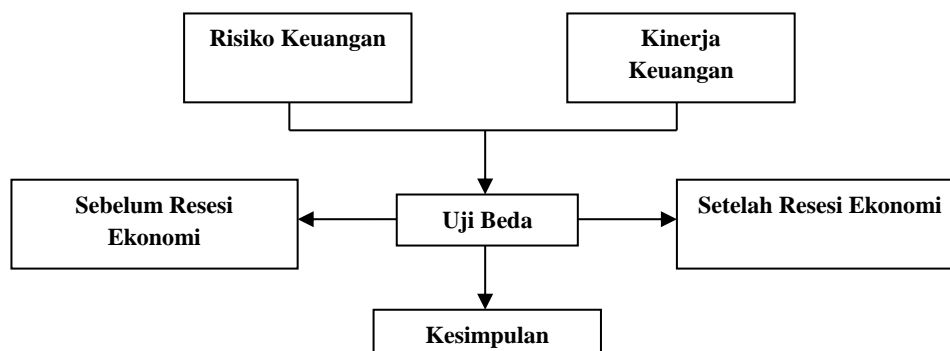 Risiko Keuangan
Kinerja
Keuangan
Sebelum Resesi
Ekonomi
Uji Beda
Setelah Resesi Ekonomi
Kesimpulan